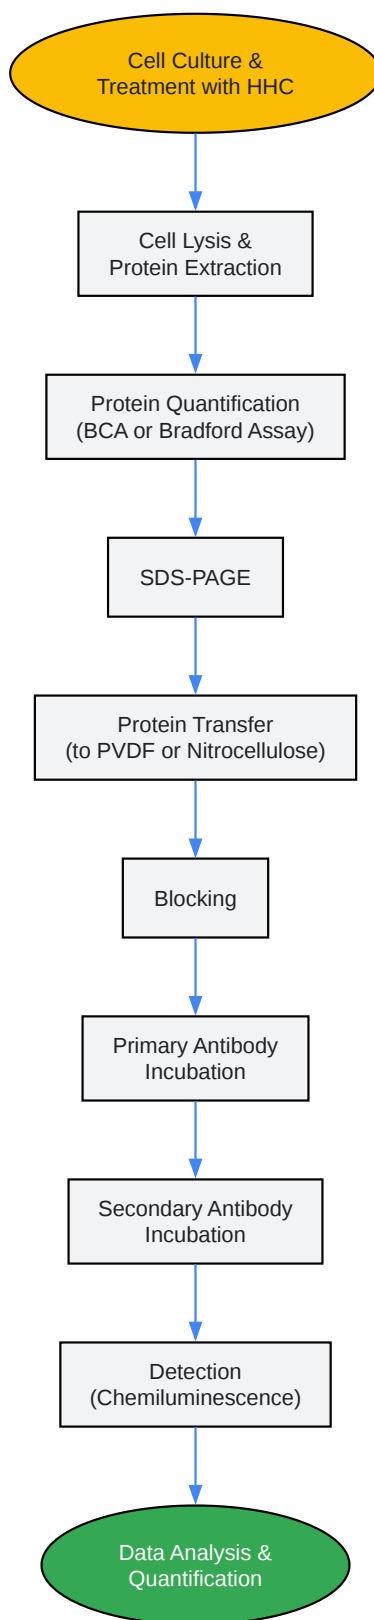 Cell Culture &
Treatment with HHC
Cell Lysis &
Protein Extraction
Protein Quantification
(BCA or Bradford Assay)
SDS-PAGE
Protein Transfer
(to PVDF or Nitrocellulose)
Blocking
Primary Antibody
Incubation
Secondary Antibody
Incubation
Detection
(Chemiluminescence)
Data Analysis &
Quantification